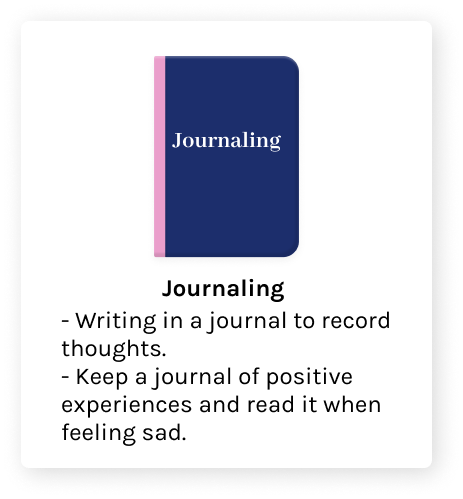 Journaling
Journaling
- Writing in a journal to record
thoughts.
- Keep a journal of positive
experiences and read it when
feeling sad.